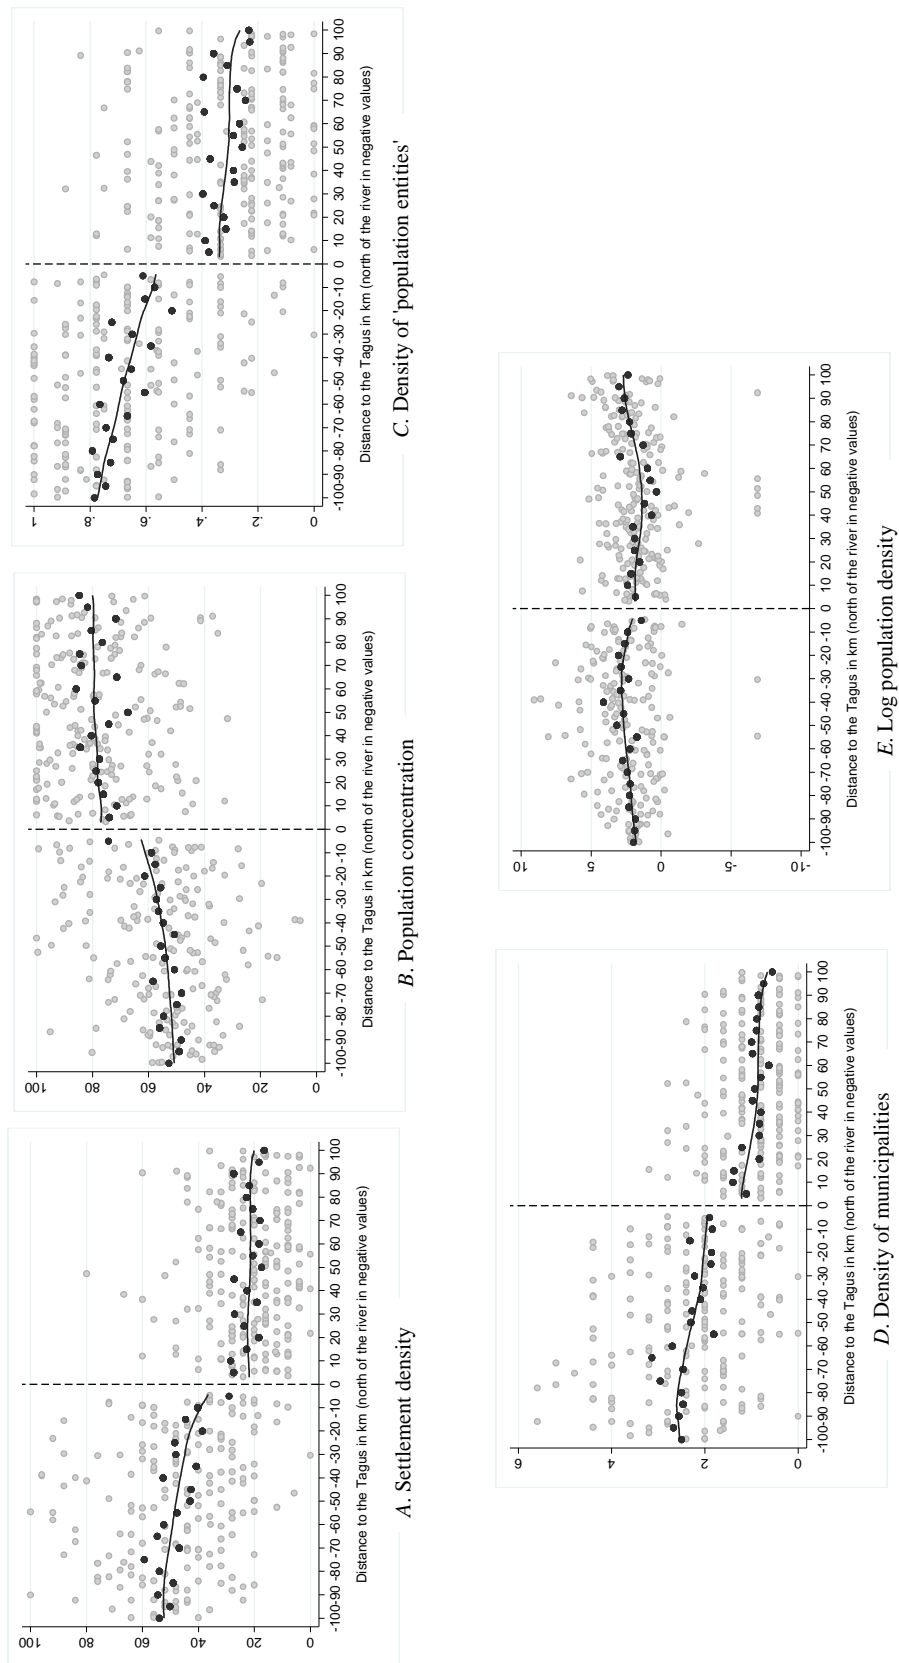 100
80
60
40
20
0
-100 -90 -80 -70 -60 -50 -40 -30 -20 -10 0 10 20 30 40 50 60 70 80 90 100
Distance to the Tagus in km (north of the river in negative values)
A. Settlement density
100
80
60
40
20
0
-100 -90 -80 -70 -60 -50 -40 -30 -20 -10 0 10 20 30 40 50 60 70 80 90 100
Distance to the Tagus in km (north of the river in negative values)
B. Population concentration
1
.8
.6
.4
.2
0
-100 -90 -80 -70 -60 -50 -40 -30 -20 -10 0 10 20 30 40 50 60 70 80 90 100
Distance to the Tagus in km (north of the river in negative values)
C. Density of 'population entities'
6
4
2
0
-100 -90 -80 -70 -60 -50 -40 -30 -20 -10 0 10 20 30 40 50 60 70 80 90 100
Distance to the Tagus in km (north of the river in negative values)
D. Density of municipalities
10
5
0
-5
-10
-100 -90 -80 -70 -60 -50 -40 -30 -20 -10 0 10 20 30 40 50 60 70 80 90 100
Distance to the Tagus in km (north of the river in negative values)
E. Log population density